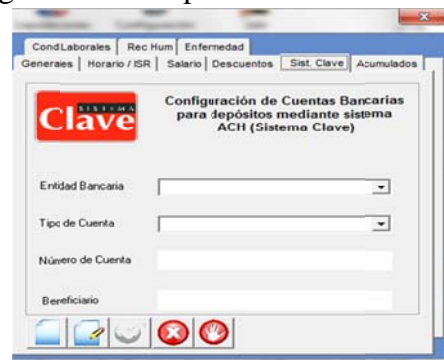 CondLaborales Rec Hum Enfermedad
Generales Horario / ISR Salario Descuentos Sist. Clave Acumulados
SISTEMA
Clave
Configuración de Cuentas Bancarias
para depósitos mediante sistema
ACH (Sistema Clave)
Entidad Bancaria
Tipo de Cuenta
Número de Cuenta
Beneficiario